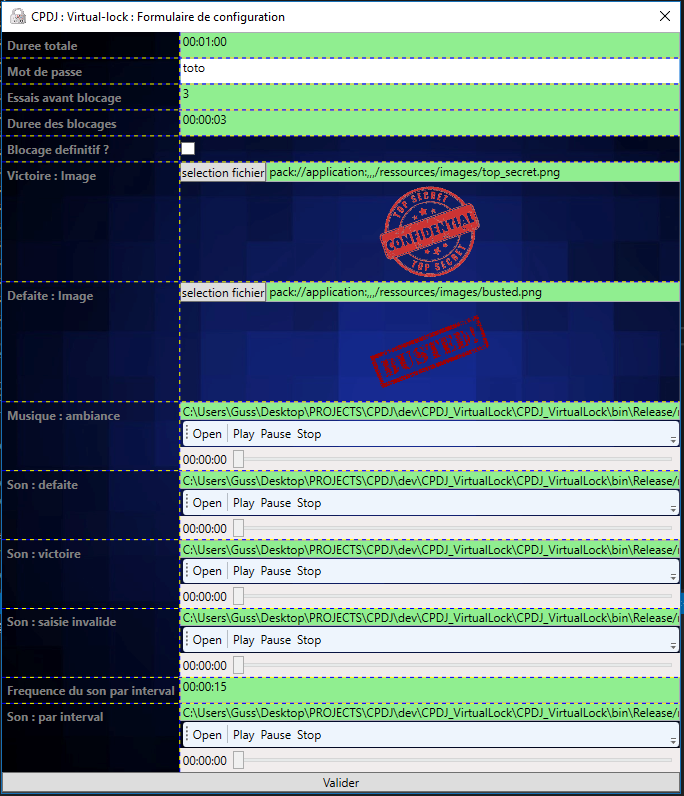 CPDJ : Virtual-lock : Formulaire de configuration
Duree totale 00:01:00
Mot de passe toto
Essais avant blocage 3
Duree des blocages 00:00:03
Blocage definitif ?
Victoire : Image selection fichier pack://application:,,,/ressources/images/top_secret.png
TOP SECRET
CONFIDENTIAL
TOP SECRET
Defaite : Image selection fichier pack://application:,,,/ressources/images/busted.png
BUSTED!
Musique : ambiance C:\Users\Guss\Desktop\PROJECTS\CPDJ\dev\CPDJ_VirtualLock\CPDJ_VirtualLock\bin\Release/
Open Play Pause Stop
00:00:00
Son : defaite C:\Users\Guss\Desktop\PROJECTS\CPDJ\dev\CPDJ_VirtualLock\CPDJ_VirtualLock\bin\Release/
Open Play Pause Stop
00:00:00
Son : victoire C:\Users\Guss\Desktop\PROJECTS\CPDJ\dev\CPDJ_VirtualLock\CPDJ_VirtualLock\bin\Release/
Open Play Pause Stop
00:00:00
Son : saisie invalide C:\Users\Guss\Desktop\PROJECTS\CPDJ\dev\CPDJ_VirtualLock\CPDJ_VirtualLock\bin\Release/
Open Play Pause Stop
00:00:00
Frequence du son par interval 00:00:15
Son : par interval C:\Users\Guss\Desktop\PROJECTS\CPDJ\dev\CPDJ_VirtualLock\CPDJ_VirtualLock\bin\Release/
Open Play Pause Stop
00:00:00
Valider